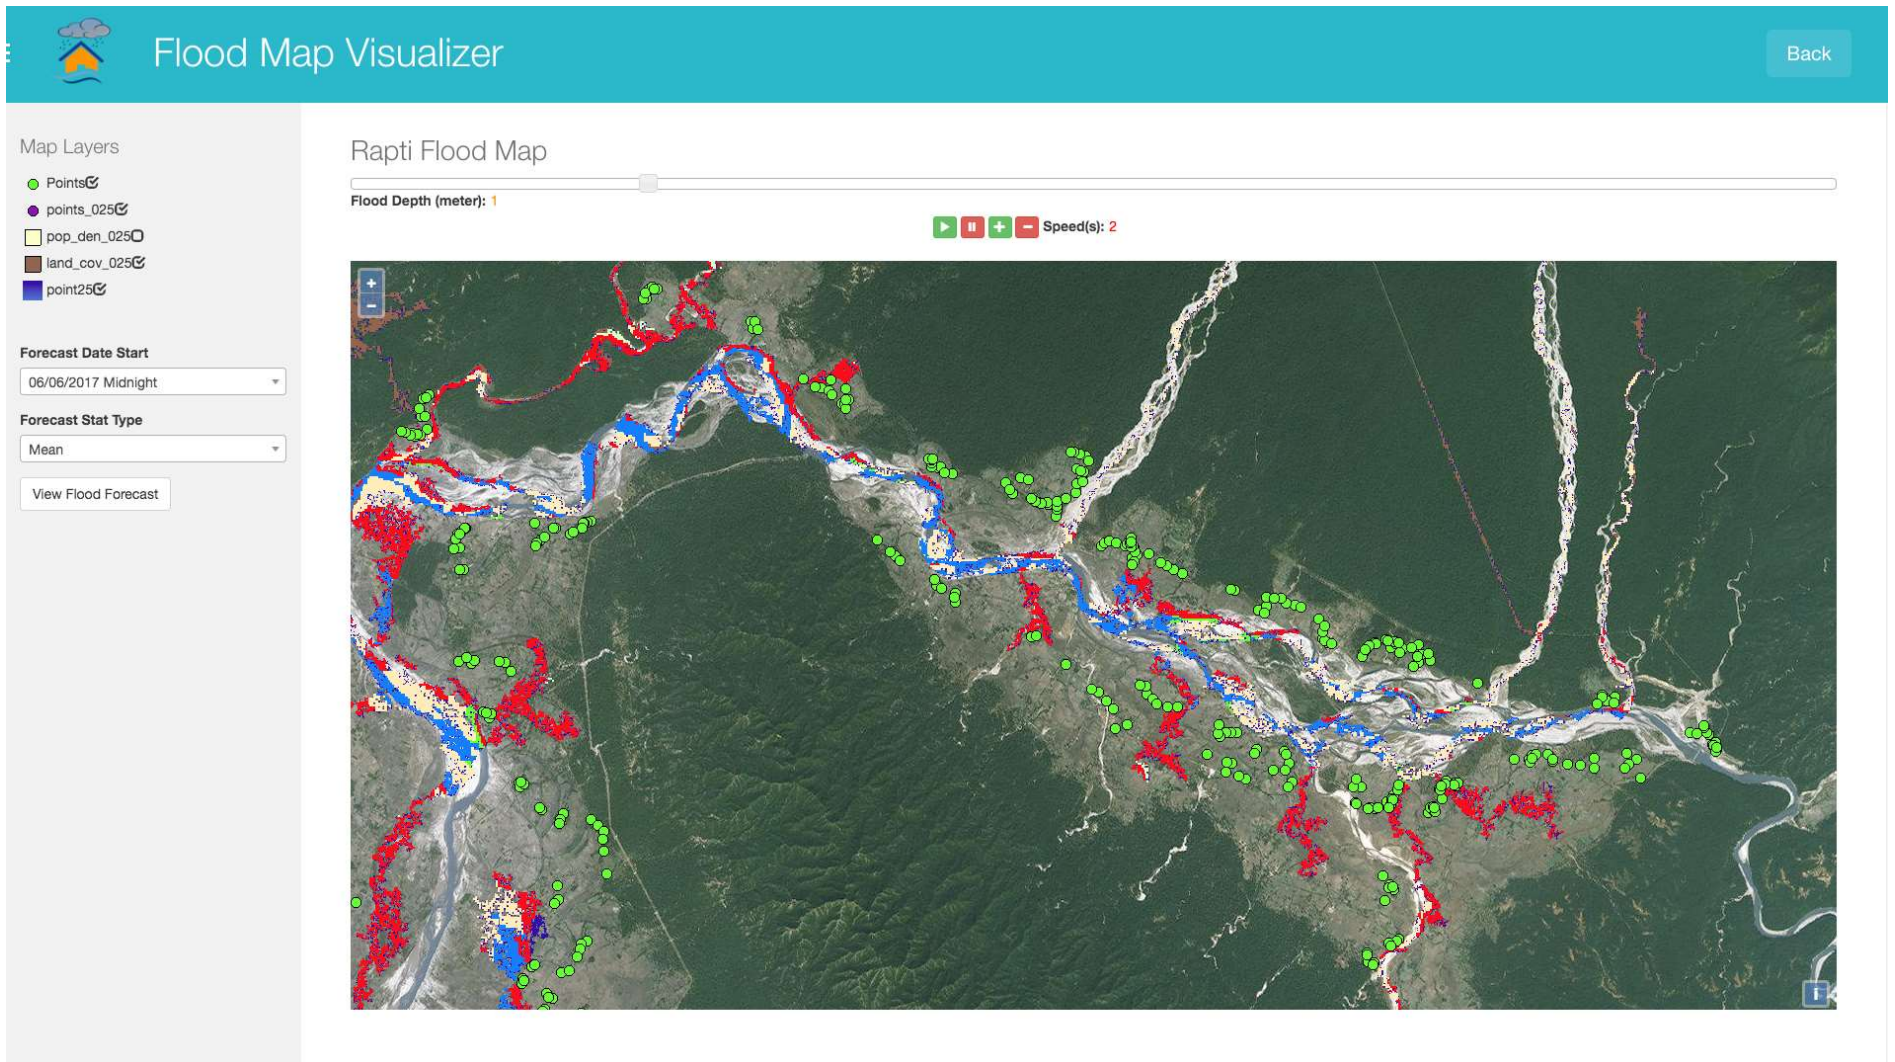 Flood Map Visualizer
Back
Map Layers
Points
points_025
pop_den_025
land_cov_025
point25
Forecast Date Start
06/06/2017 Midnight
Forecast Stat Type
Mean
View Flood Forecast
Rapti Flood Map
Flood Depth (meter): 1
Speed(s): 2
+
−
i